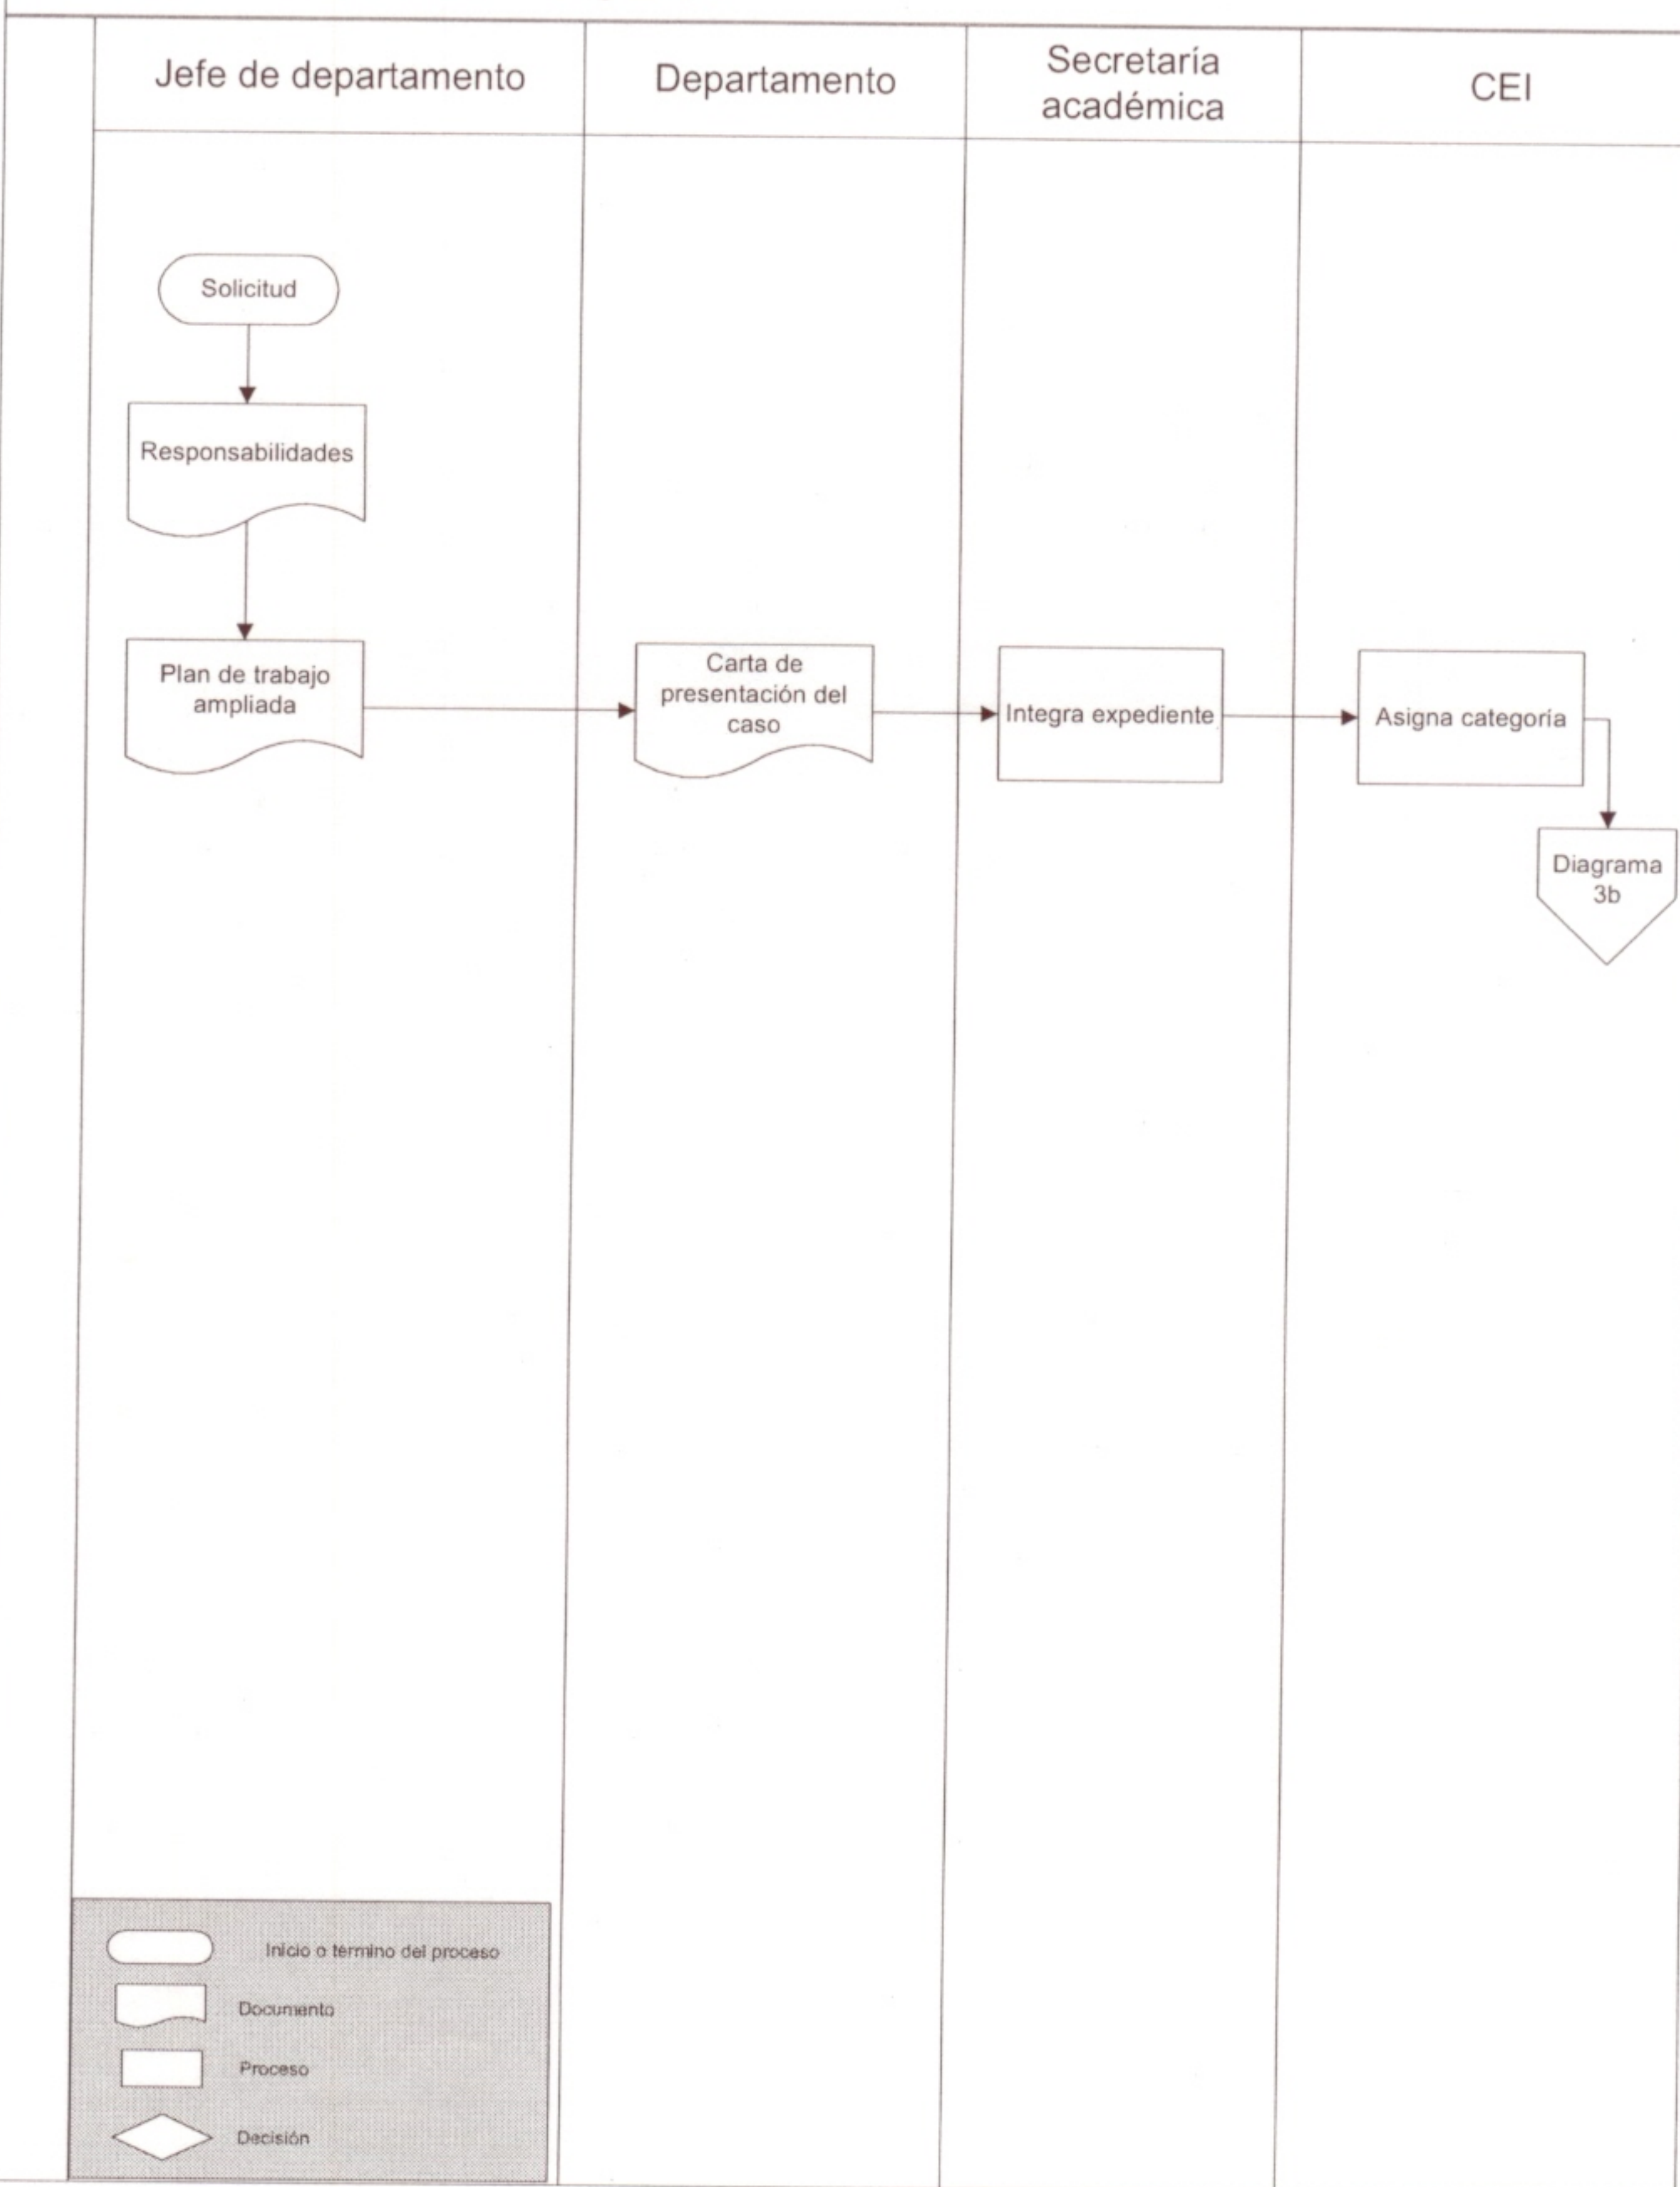 Jefe de departamento
Departamento
Secretaría
académica
CEI
Solicitud
Responsabilidades
Plan de trabajo
ampliada
Carta de
presentación del
caso
Integra expediente
Asigna categoría
Diagrama
3b
Inicio o término del proceso
Documento
Proceso
Decisión